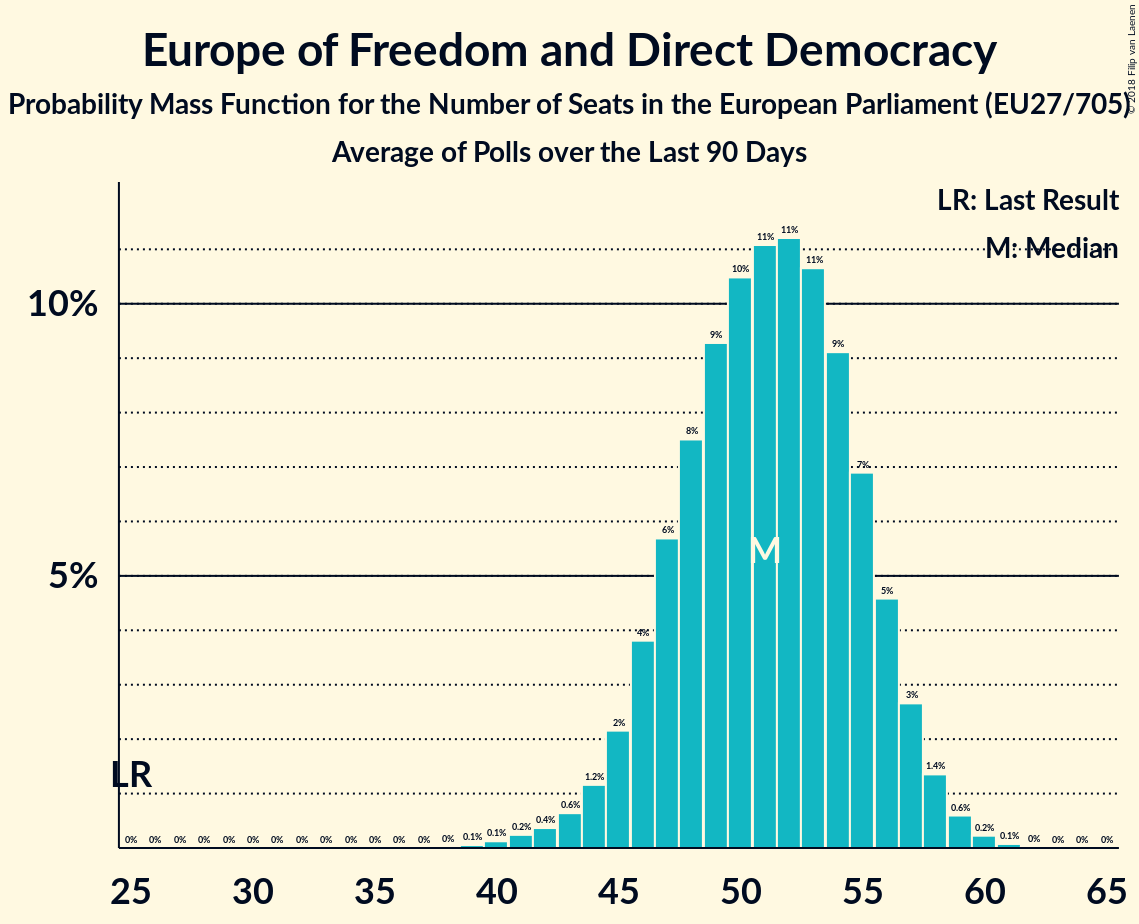 Europe of Freedom and Direct Democracy
Probability Mass Function for the Number of Seats in the European Parliament (EU27/705)
Average of Polls over the Last 90 Days
© 2018 Filip van Laenen
LR: Last Result
M: Median
10%
5%
LR
M
0% 0% 0% 0% 0% 0% 0% 0% 0% 0% 0% 0% 0% 0% 0.1% 0.1% 0.2% 0.4% 0.6% 1.2% 2% 4% 6% 8% 9% 10% 11% 11% 11% 9% 7% 5% 3% 1.4% 0.6% 0.2% 0.1% 0% 0% 0% 0%
25 30 35 40 45 50 55 60 65